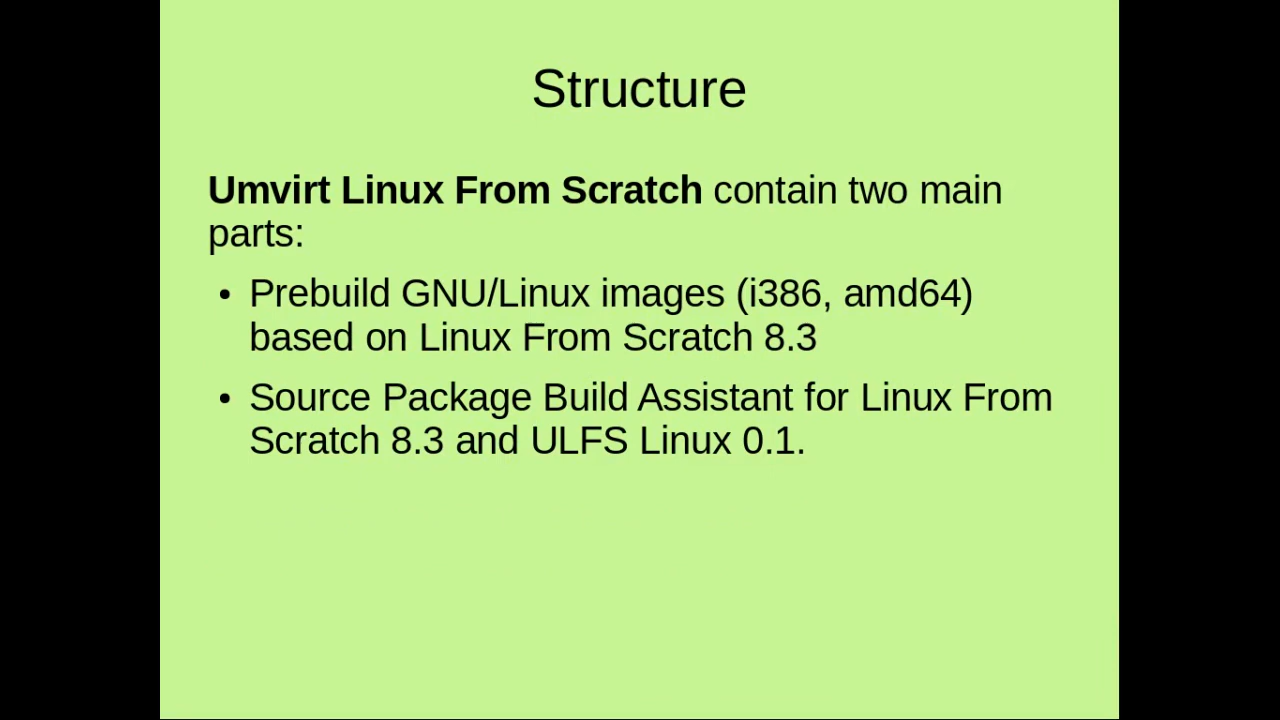 Structure
Umvirt Linux From Scratch contain two main
parts:
• Prebuild GNU/Linux images (i386, amd64)
based on Linux From Scratch 8.3
• Source Package Build Assistant for Linux From
Scratch 8.3 and ULFS Linux 0.1.